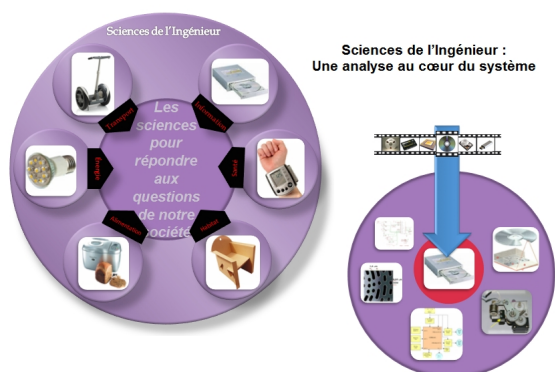 Sciences de l'Ingénieur
Transport
Information
Energie
Santé
Alimentation
Habitat
Les
sciences
pour
répondre
aux
questions
de notre
société
Sciences de l'Ingénieur :
Une analyse au cœur du système